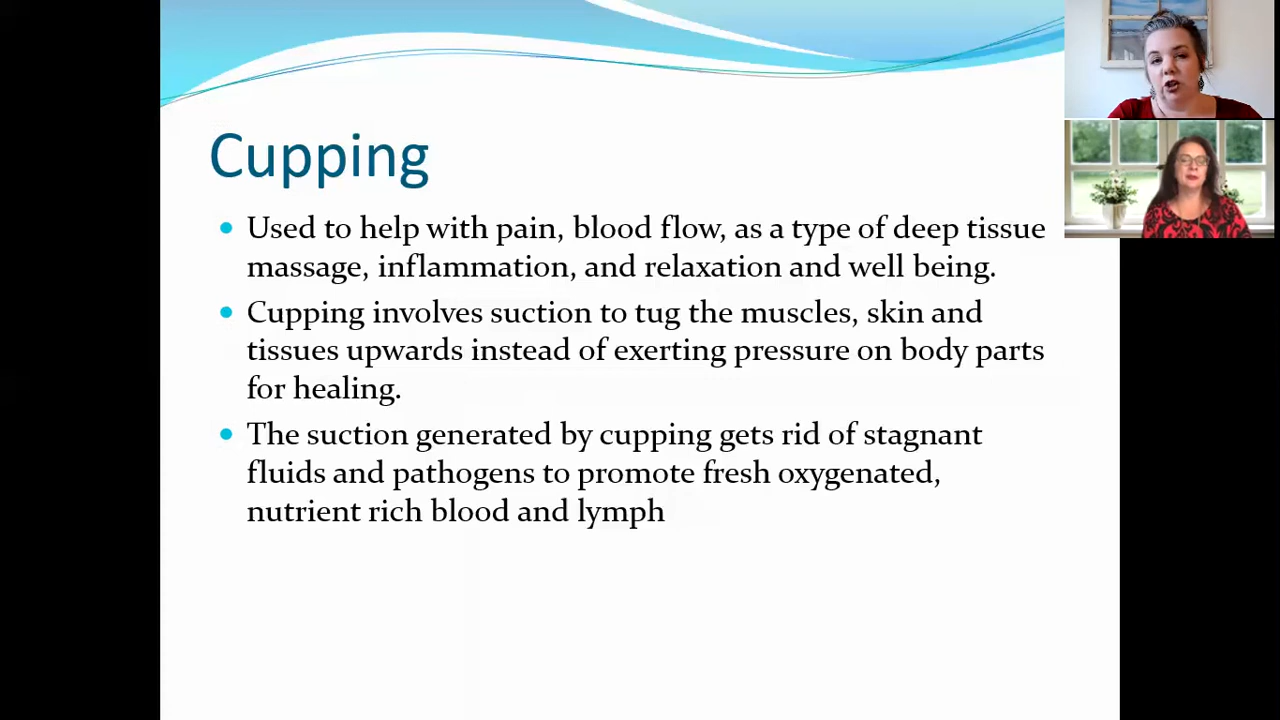 Cupping
Used to help with pain, blood flow, as a type of deep tissue
massage, inflammation, and relaxation and well being.
Cupping involves suction to tug the muscles, skin and
tissues upwards instead of exerting pressure on body parts
for healing.
The suction generated by cupping gets rid of stagnant
fluids and pathogens to promote fresh oxygenated,
nutrient rich blood and lymph